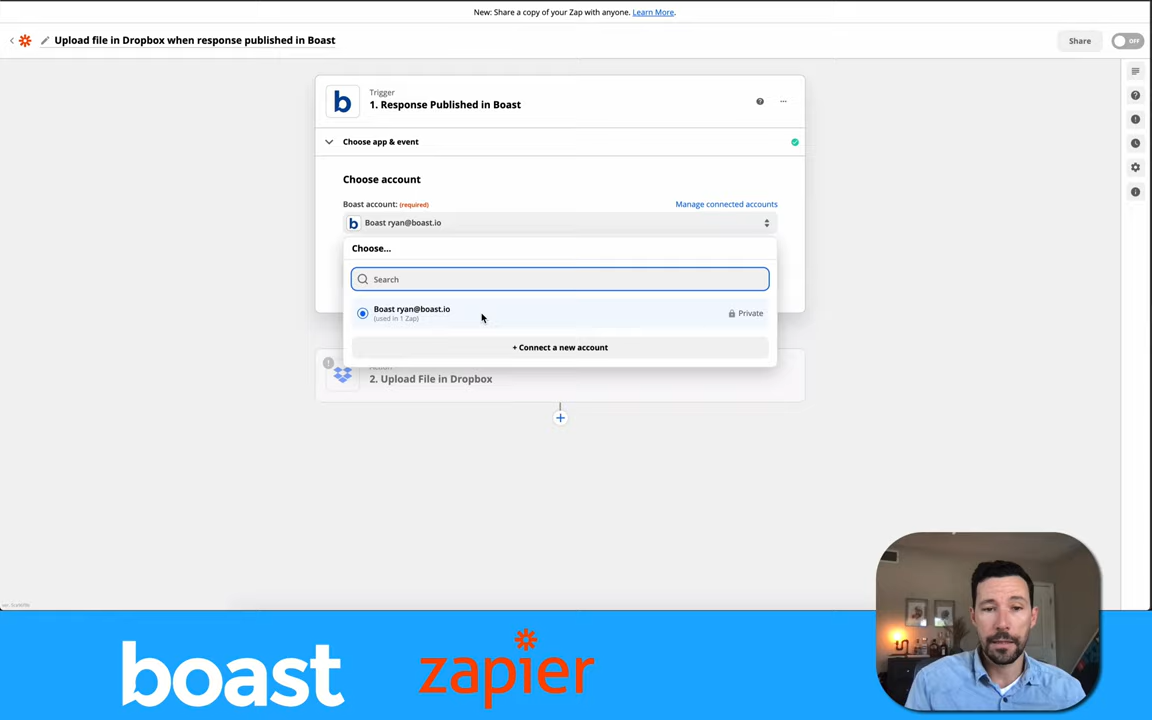 New: Share a copy of your Zap with anyone. Learn More.
Upload file in Dropbox when response published in Boast
Share
OFF
Trigger
1. Response Published in Boast
Choose app & event
Choose account
Boast account: (required)
Manage connected accounts
b Boast ryan@boast.io
Choose...
Search
Boast ryan@boast.io
(used in 1 Zap)
Private
+ Connect a new account
2. Upload File in Dropbox
boast
zapier